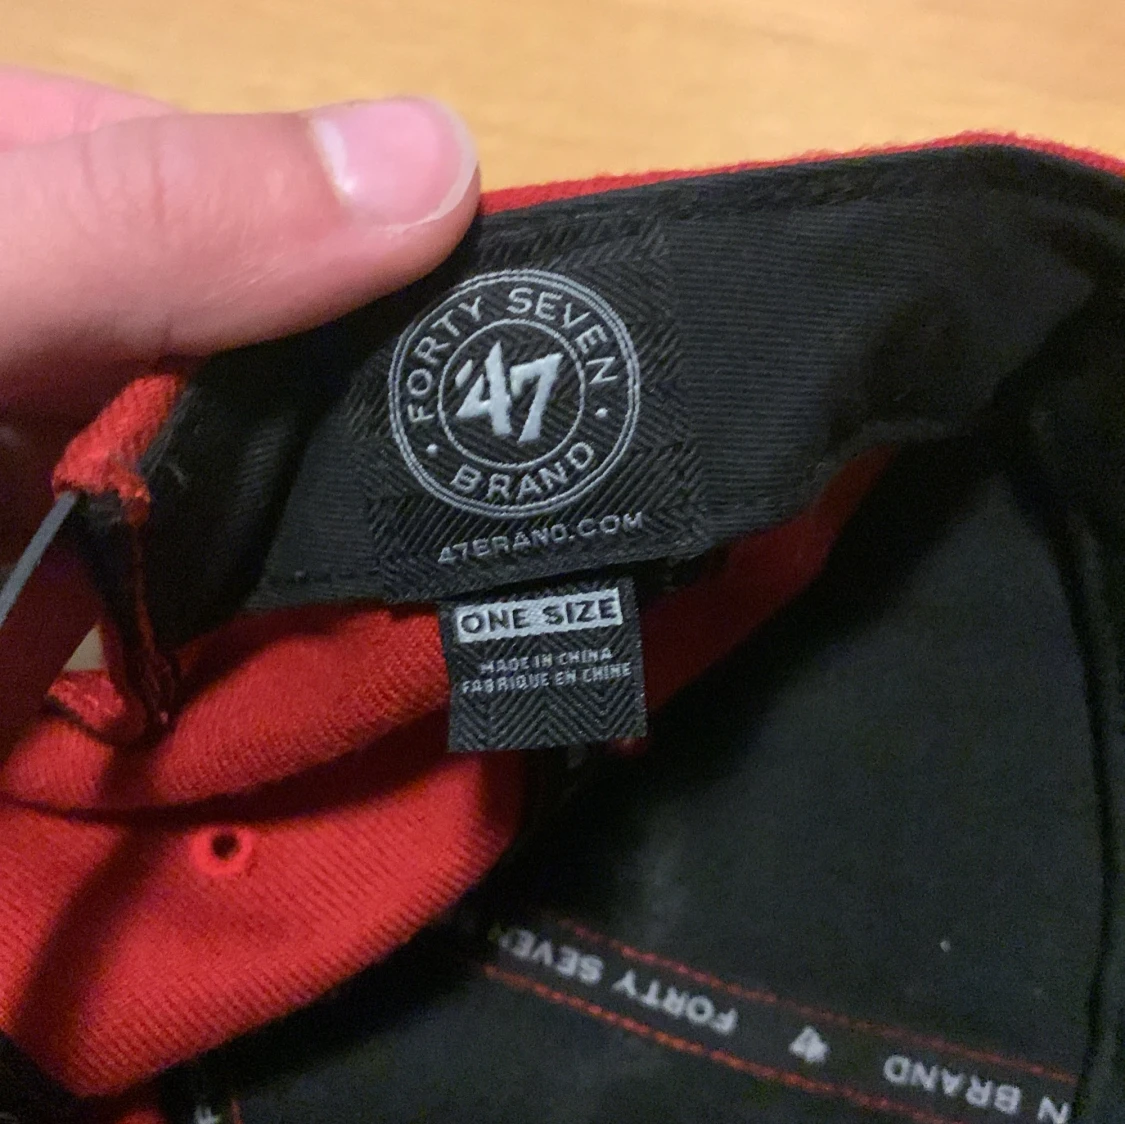 FORTY SEVEN
'47
• BRAND •
47BRAND.COM
ONE SIZE
MADE IN CHINA
FABRIQUE EN CHINE
FORTY SEVEN
47
N BRAND